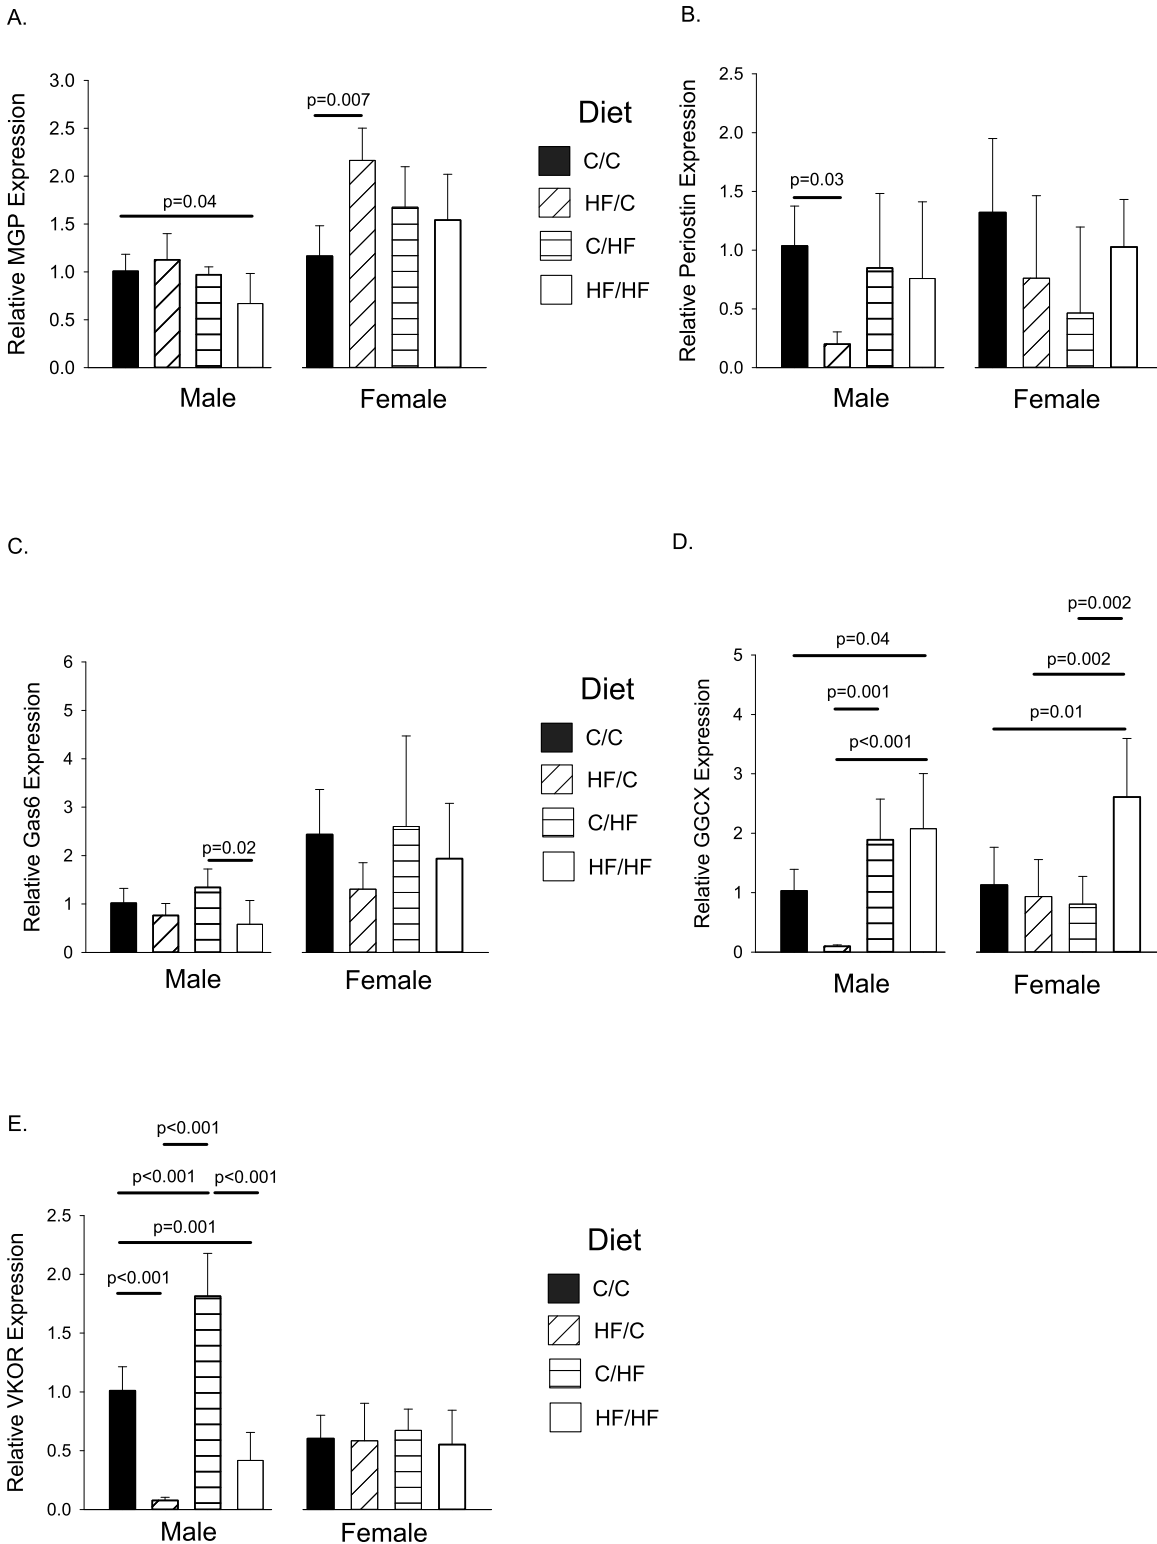 A.
Relative MGP Expression
3.0
2.5
2.0
1.5
1.0
0.5
0.0
p=0.04
p=0.007
Male
Female
Diet
C/C
HF/C
C/HF
HF/HF
B.
Relative Periostin Expression
2.5
2.0
1.5
1.0
0.5
0.0
p=0.03
Male
Female
C.
Relative Gas6 Expression
6
5
4
3
2
1
0
p=0.02
Male
Female
Diet
C/C
HF/C
C/HF
HF/HF
D.
Relative GGCX Expression
5
4
3
2
1
0
p=0.04
p=0.001
p<0.001
p=0.002
p=0.002
p=0.01
Male
Female
E.
Relative VKOR Expression
2.5
2.0
1.5
1.0
0.5
0.0
p<0.001
p<0.001
p<0.001
p=0.001
p<0.001
Male
Female
Diet
C/C
HF/C
C/HF
HF/HF